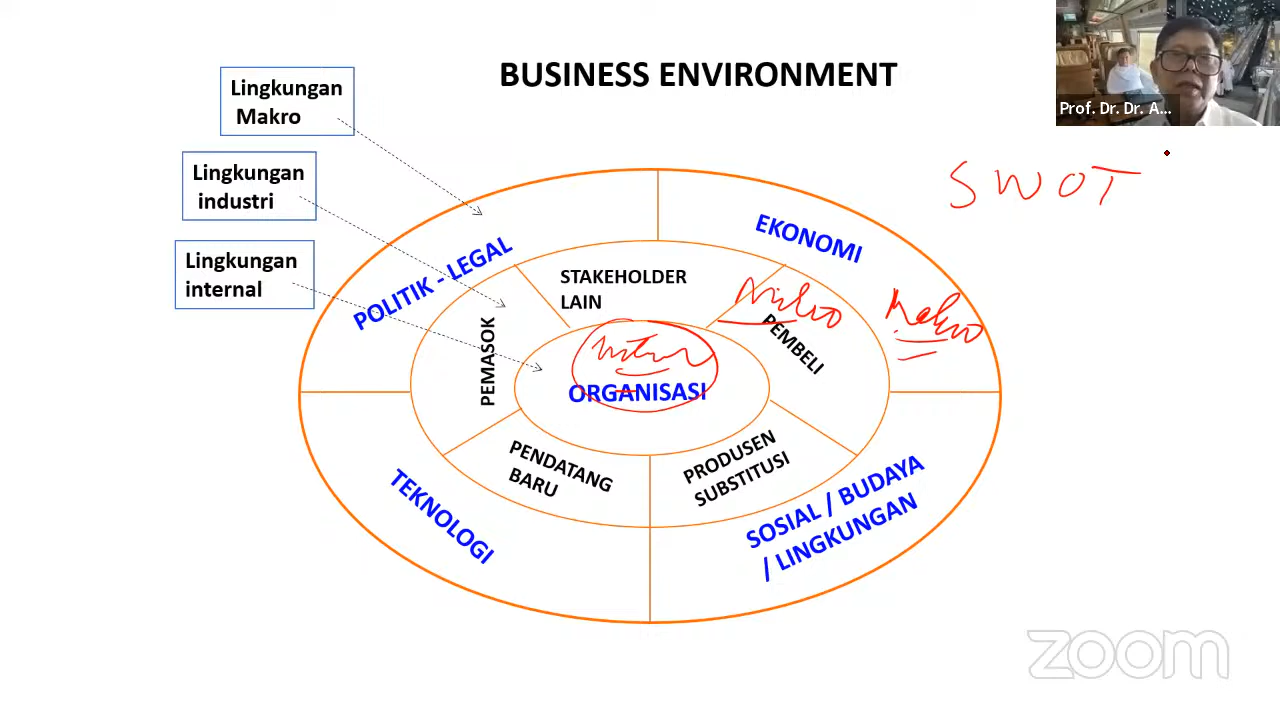 BUSINESS ENVIRONMENT
Prof. Dr. Dr. A...
Lingkungan
Makro
Lingkungan
industri
Lingkungan
internal
SWOT
POLITIK - LEGAL
EKONOMI
STAKEHOLDER
LAIN
Mikro
Makro
PEMASOK
PEMBELI
ORGANISASI
PENDATANG
BARU
PRODUSEN
SUBSTITUSI
TEKNOLOGI
SOSIAL / BUDAYA
/ LINGKUNGAN
zoom